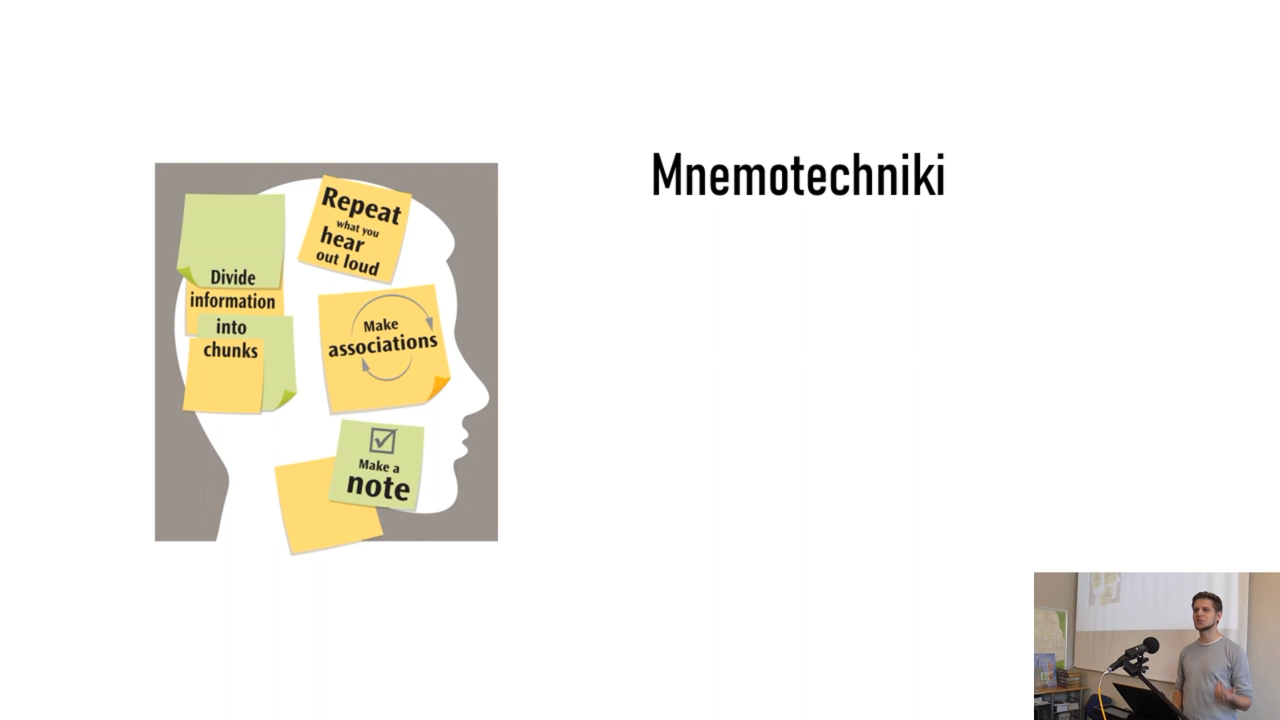 Mnemotechniki
Repeat
what you
hear
out loud
Divide
information
into
chunks
Make
associations
Make a
note